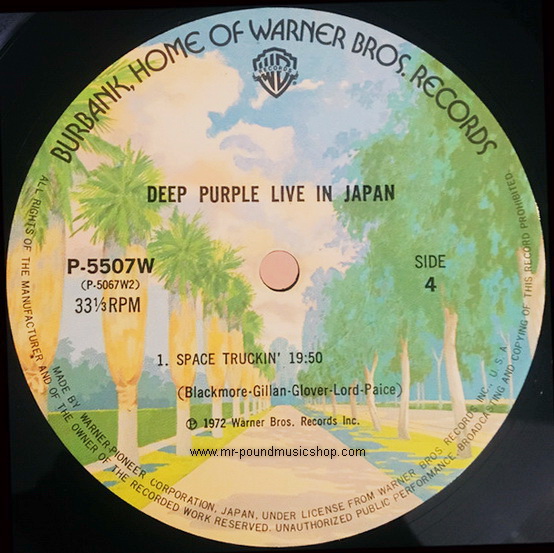 BURBANK, HOME OF WARNER BROS. RECORDS
WB
RECORDS
DEEP PURPLE LIVE IN JAPAN
P-5507W
(P-5067W2)
33⅓RPM
SIDE
4
1. SPACE TRUCKIN' 19:50
(Blackmore-Gillan-Glover-Lord-Paice)
℗ 1972 Warner Bros. Records Inc.
www.mr-poundmusicshop.com
MADE BY WARNER-PIONEER CORPORATION, JAPAN, UNDER LICENSE FROM WARNER BROS RECORDS INC., U.S.A.
ALL RIGHTS OF THE MANUFACTURER AND OF THE OWNER OF THE RECORDED WORK RESERVED. UNAUTHORIZED PUBLIC PERFORMANCE, BROADCASTING AND COPYING OF THIS RECORD PROHIBITED